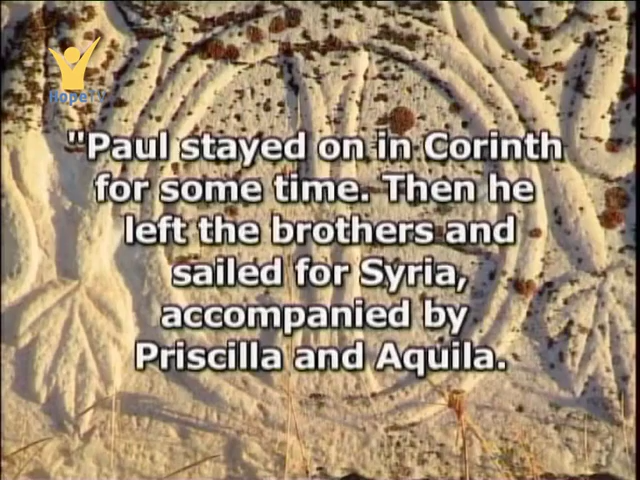 HopeTV
"Paul stayed on in Corinth
for some time. Then he
left the brothers and
sailed for Syria,
accompanied by
Priscilla and Aquila.